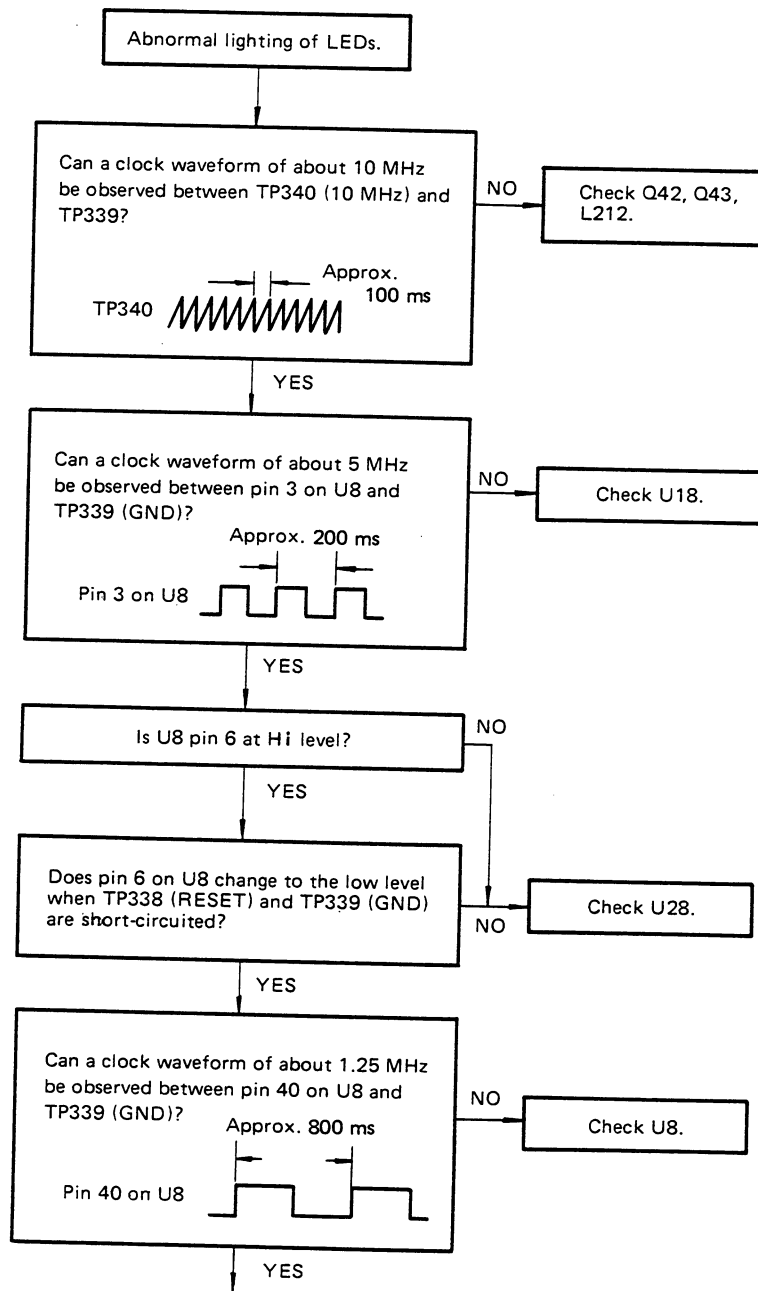 Abnormal lighting of LEDs.
Can a clock waveform of about 10 MHz
be observed between TP340 (10 MHz) and
TP339?
NO
Check Q42, Q43,
L212.
Approx.
100 ms
TP340
YES
Can a clock waveform of about 5 MHz
be observed between pin 3 on U8 and
TP339 (GND)?
NO
Check U18.
Approx. 200 ms
Pin 3 on U8
YES
Is U8 pin 6 at Hi level?
NO
YES
Does pin 6 on U8 change to the low level
when TP338 (RESET) and TP339 (GND)
are short-circuited?
NO
Check U28.
YES
Can a clock waveform of about 1.25 MHz
be observed between pin 40 on U8 and
TP339 (GND)?
NO
Check U8.
Approx. 800 ms
Pin 40 on U8
YES